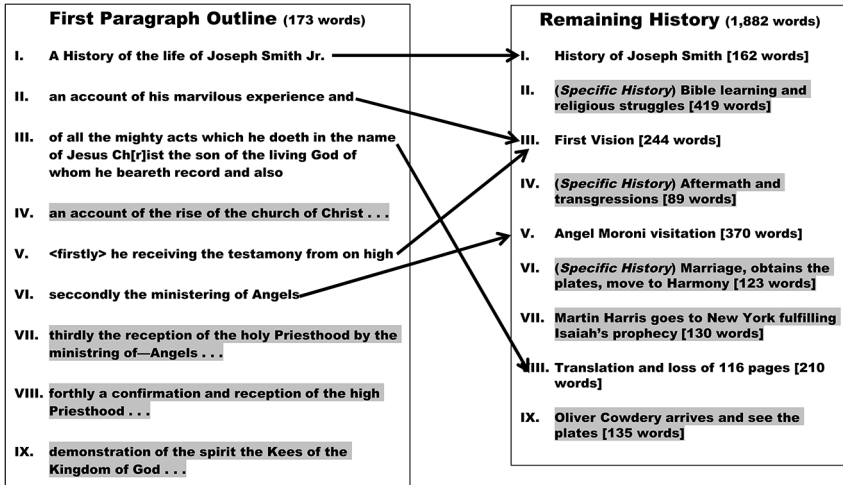 First Paragraph Outline (173 words)
I. A History of the life of Joseph Smith Jr.
II. an account of his marvilous experience and
III. of all the mighty acts which he doeth in the name
of Jesus Ch[r]ist the son of the living God of
whom he beareth record and also
IV. an account of the rise of the church of Christ . . .
V. <firstly> he receiving the testamony from on high
VI. seccondly the ministering of Angels
VII. thirdly the reception of the holy Priesthood by the
ministring of—Angels . . .
VIII. forthly a confirmation and reception of the high
Priesthood . . .
IX. demonstration of the spirit the Kees of the
Kingdom of God . . .
Remaining History (1,882 words)
I. History of Joseph Smith [162 words]
II. (Specific History) Bible learning and
religious struggles [419 words]
III. First Vision [244 words]
IV. (Specific History) Aftermath and
transgressions [89 words]
V. Angel Moroni visitation [370 words]
VI. (Specific History) Marriage, obtains the
plates, move to Harmony [123 words]
VII. Martin Harris goes to New York fulfilling
Isaiah's prophecy [130 words]
VIII. Translation and loss of 116 pages [210
words]
IX. Oliver Cowdery arrives and see the
plates [135 words]